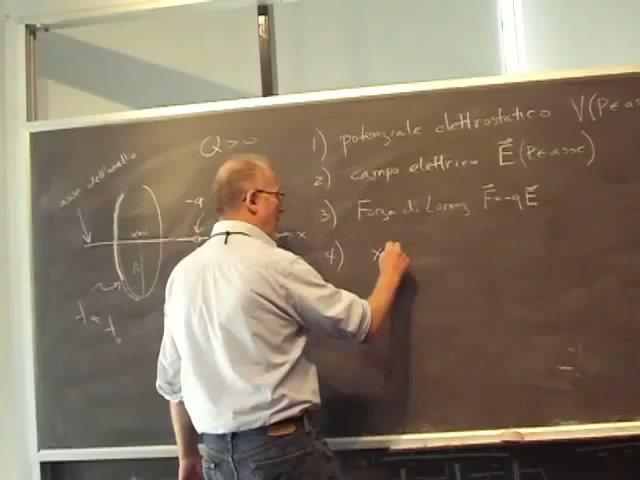 Q > 0
1) potenziale elettrostatico V(P∈ asse
2) campo elettrico E⃗ (P∈ asse)
3) Forza di Lorenz F⃗ = -q E⃗
4) x
asse dell'anello
-q
x
R